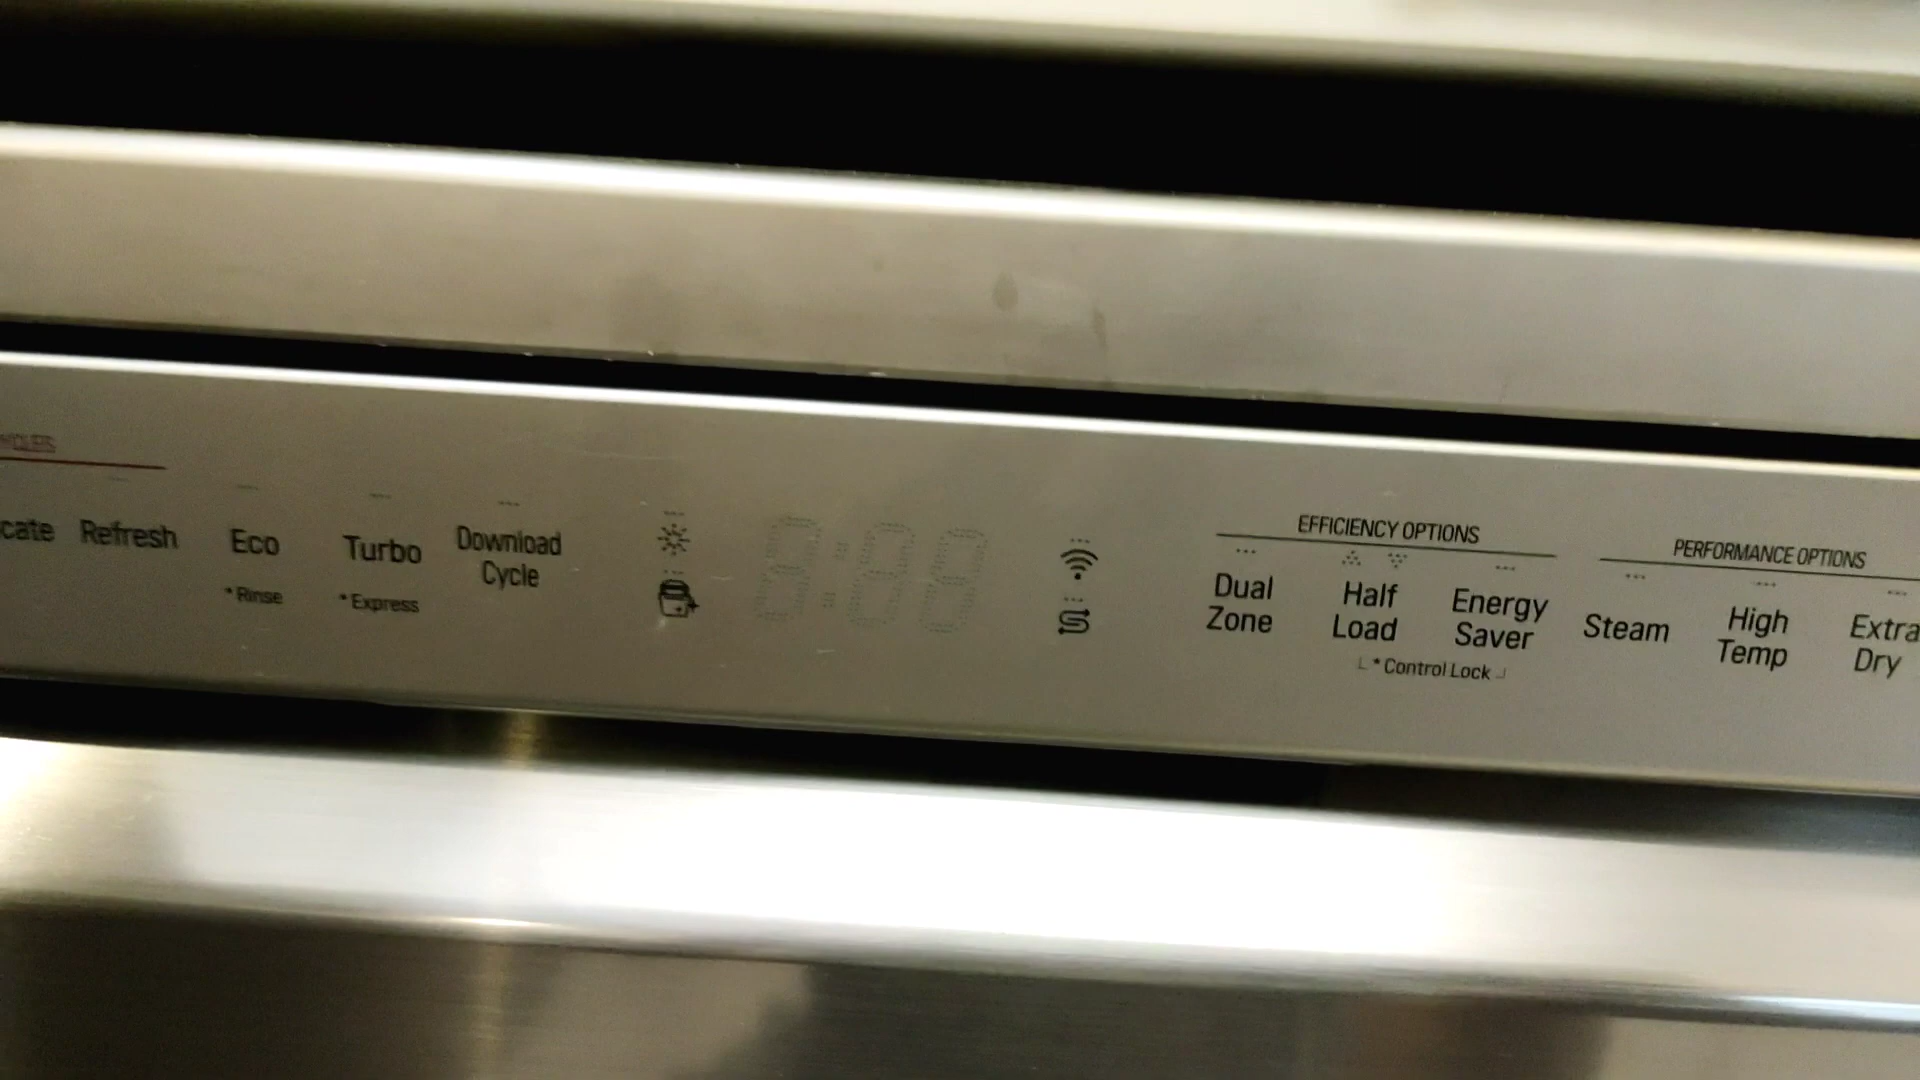 Refresh
Eco
*Rinse
Turbo
*Express
Download
Cycle
EFFICIENCY OPTIONS
Dual
Zone
Half
Load
Energy
Saver
*Control Lock
PERFORMANCE OPTIONS
Steam
High
Temp
Extra
Dry